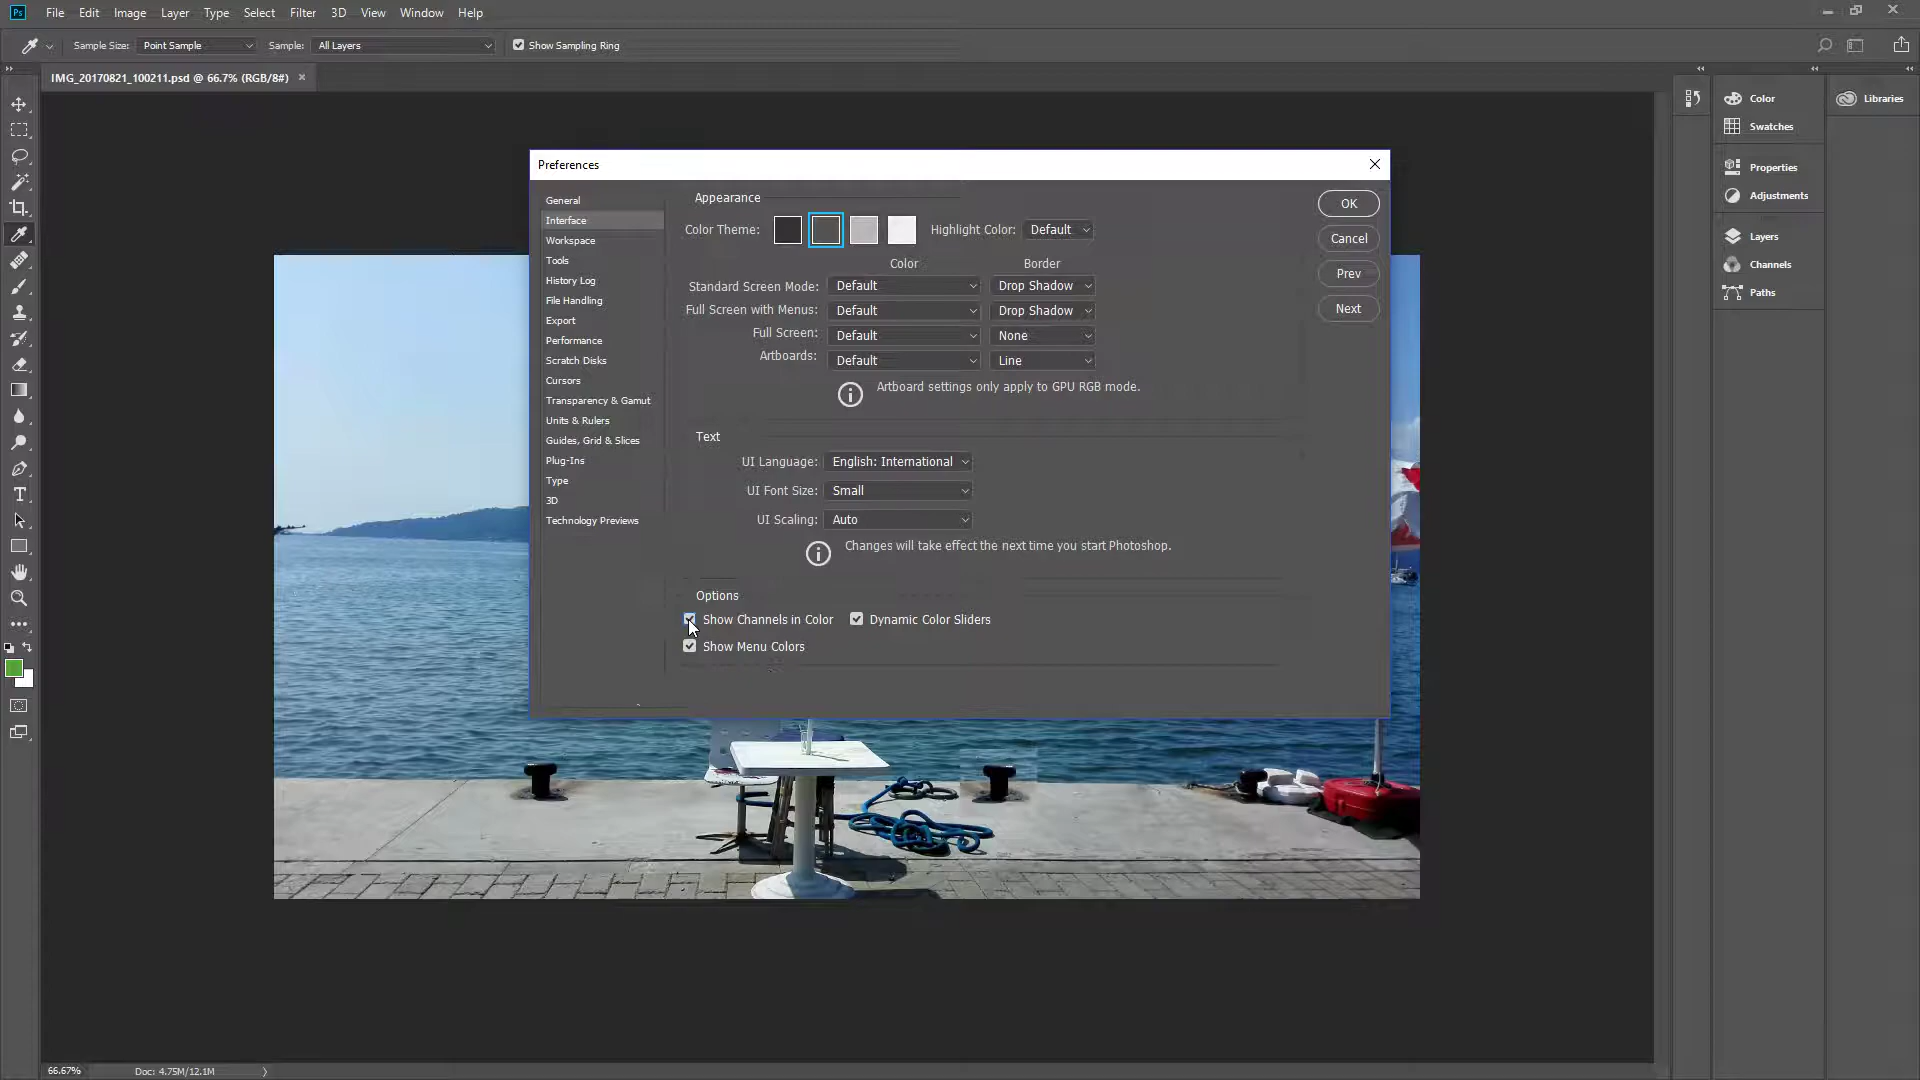 Ps File Edit Image Layer Type Select Filter 3D View Window Help
Sample Size: Point Sample Sample: All Layers Show Sampling Ring
IMG_20170821_100211.psd @ 66.7% (RGB/8#) ×
Color
Swatches
Properties
Adjustments
Layers
Channels
Paths
Libraries
Preferences
General
Interface
Workspace
Tools
History Log
File Handling
Export
Performance
Scratch Disks
Cursors
Transparency & Gamut
Units & Rulers
Guides, Grid & Slices
Plug-Ins
Type
3D
Technology Previews
Appearance
Color Theme: Highlight Color: Default
Color Border
Standard Screen Mode: Default Drop Shadow
Full Screen with Menus: Default Drop Shadow
Full Screen: Default None
Artboards: Default Line
Artboard settings only apply to GPU RGB mode.
Text
UI Language: English: International
UI Font Size: Small
UI Scaling: Auto
Changes will take effect the next time you start Photoshop.
Options
Show Channels in Color Dynamic Color Sliders
Show Menu Colors
OK
Cancel
Prev
Next
66.67% Doc: 4.75M/12.1M